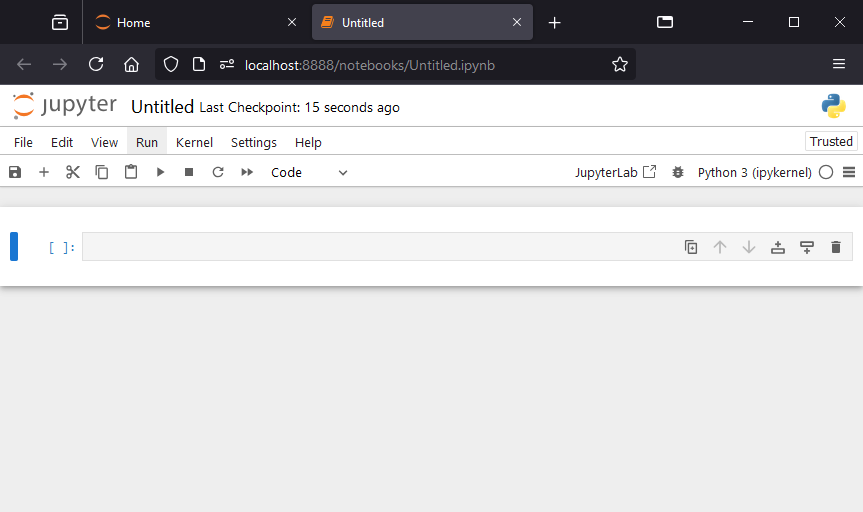 Home
Untitled
localhost:8888/notebooks/Untitled.ipynb
jupyter Untitled Last Checkpoint: 15 seconds ago
File Edit View Run Kernel Settings Help Trusted
Code JupyterLab Python 3 (ipykernel)
[ ]: